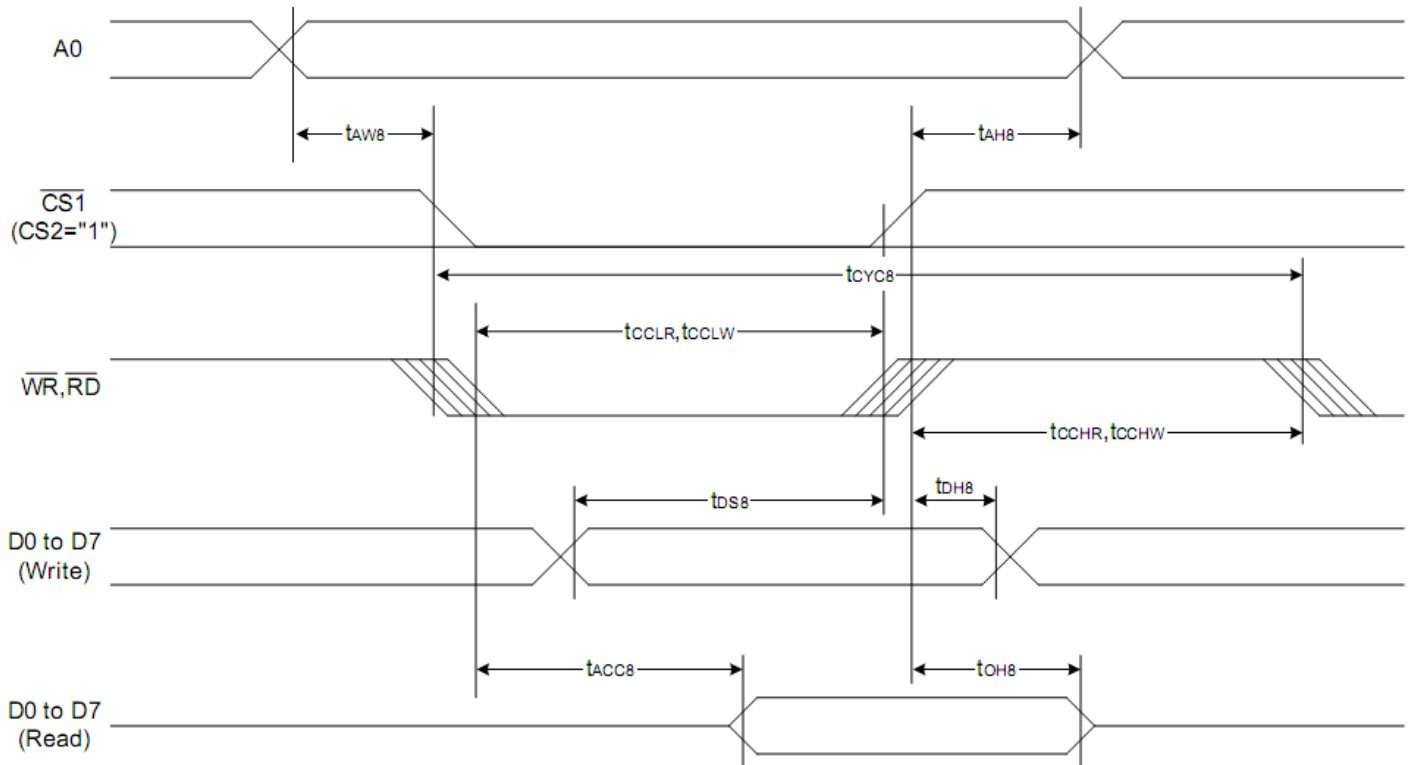 A0
tAW8
tAH8
CS1
(CS2="1")
tCYC8
tCCLR,tCCLW
WR,RD
tCCHR,tCCHW
tDS8
tDH8
D0 to D7
(Write)
tACC8
tOH8
D0 to D7
(Read)